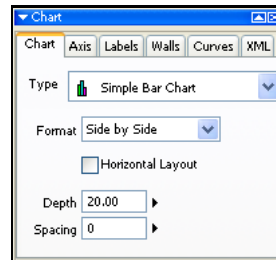 Chart
Chart Axis Labels Walls Curves XML
Type Simple Bar Chart
Format Side by Side
Horizontal Layout
Depth 20.00
Spacing 0